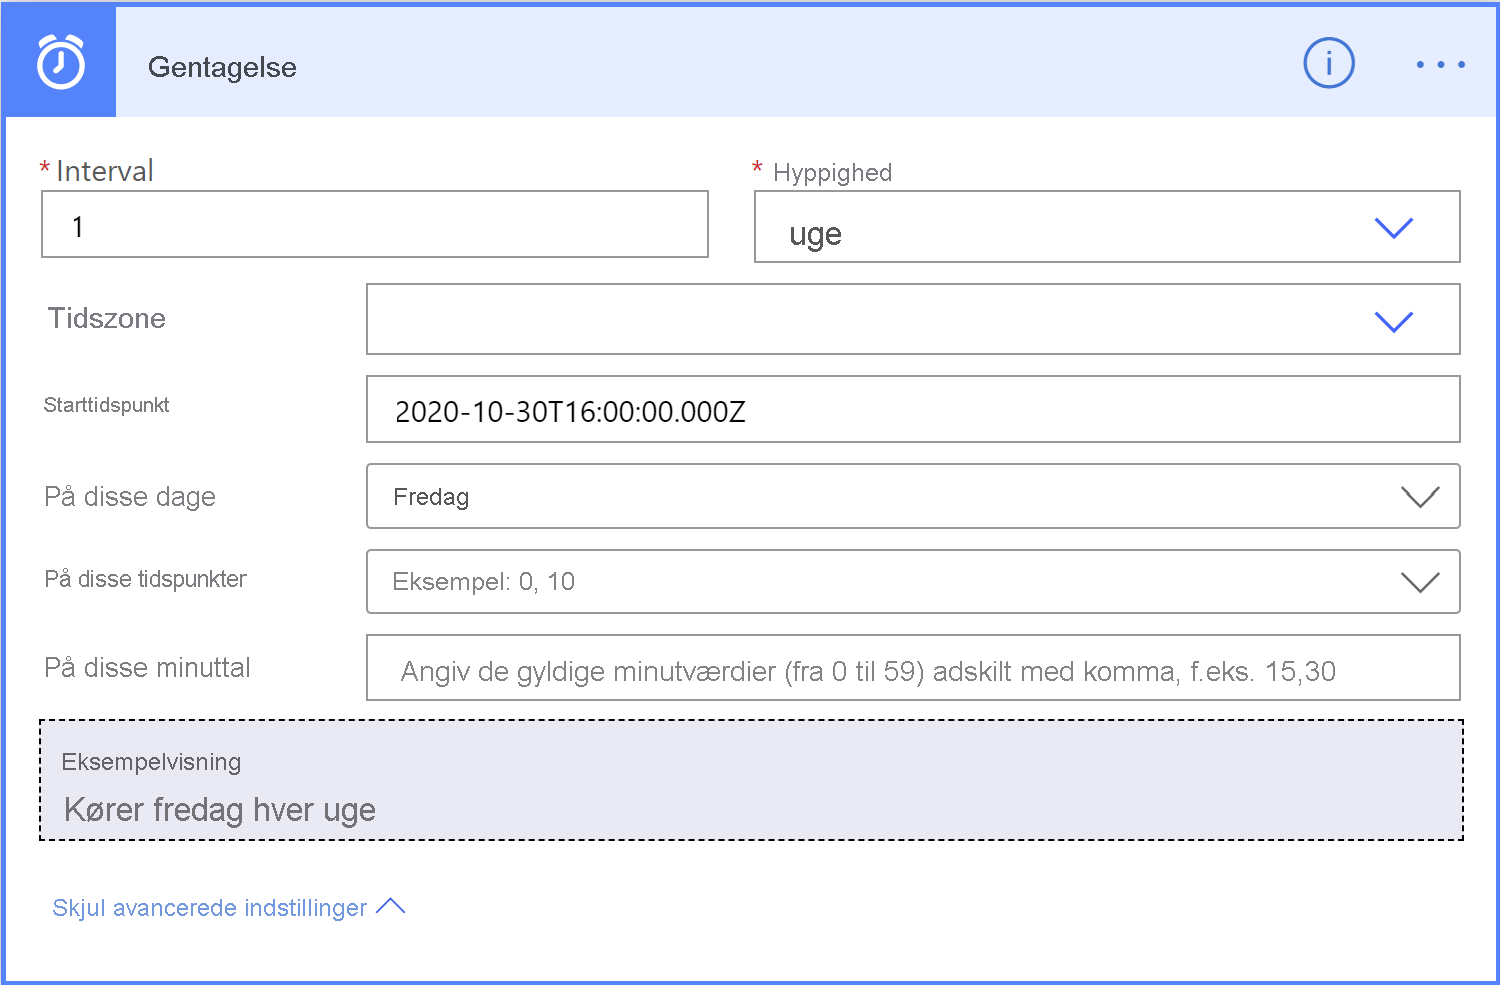 Gentagelse
* Interval
* Hyppighed
1
uge
Tidszone
Starttidspunkt
2020-10-30T16:00:00.000Z
På disse dage
Fredag
På disse tidspunkter
Eksempel: 0, 10
På disse minuttal
Angiv de gyldige minutværdier (fra 0 til 59) adskilt med komma, f.eks. 15,30
Eksempelvisning
Kører fredag hver uge
Skjul avancerede indstillinger